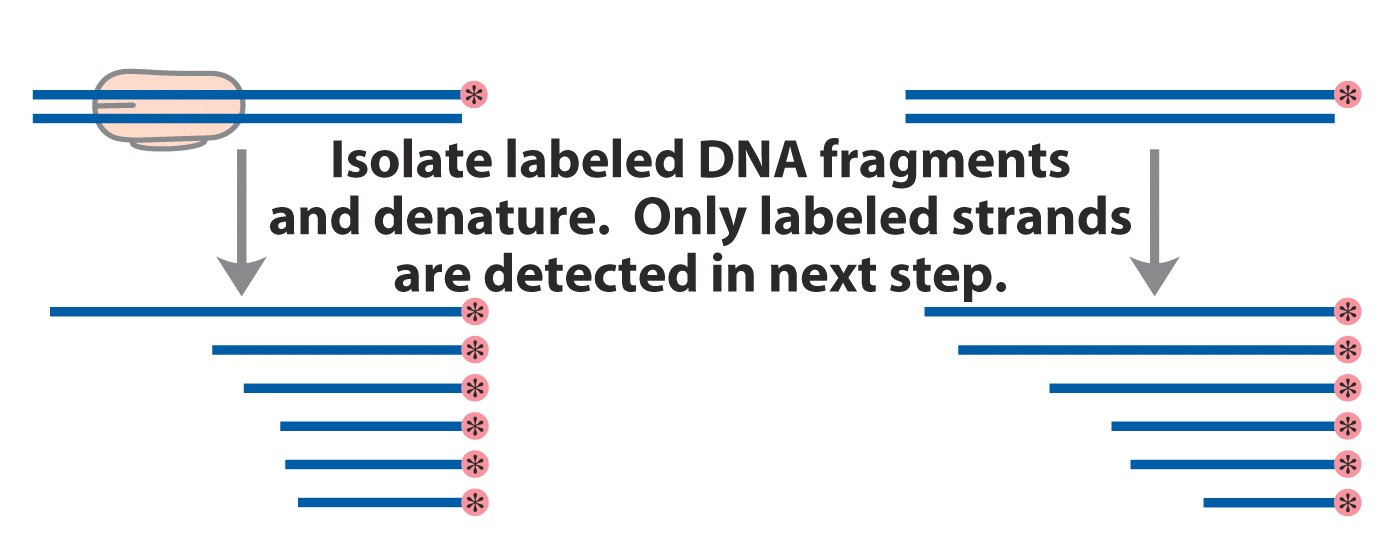 Isolate labeled DNA fragments
and denature.  Only labeled strands
are detected in next step.